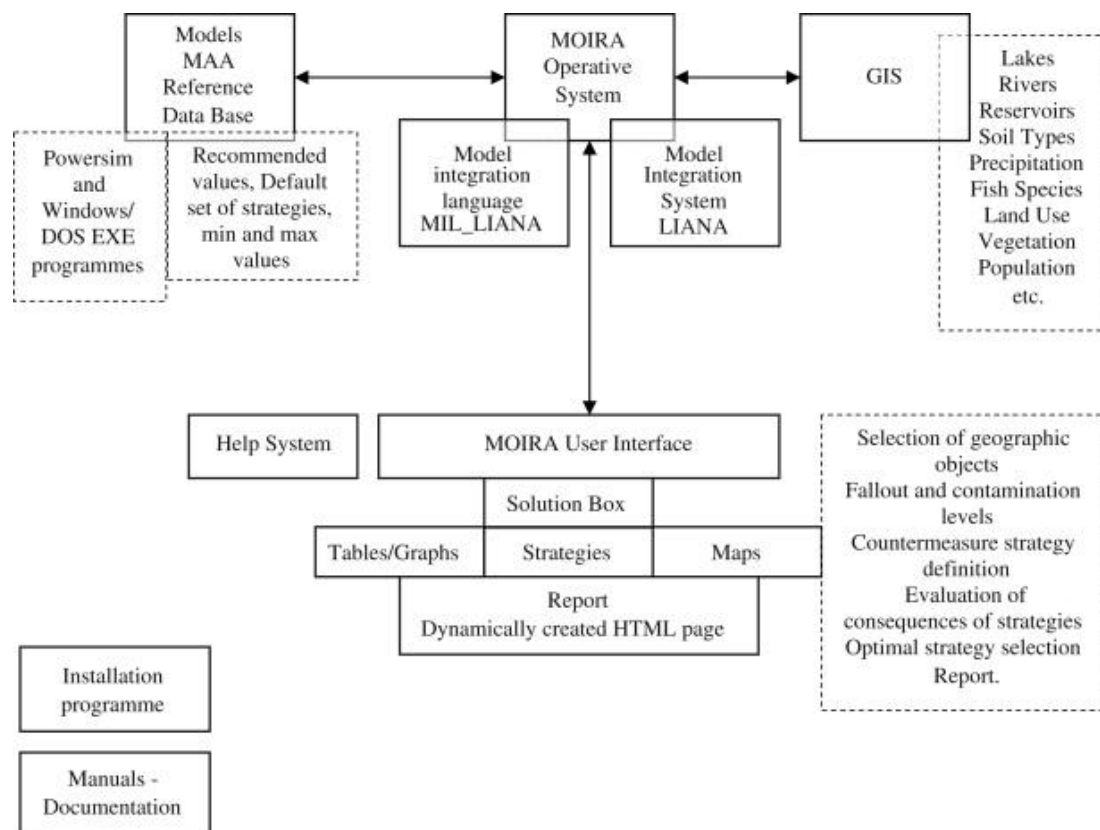 Models
MAA
Reference
Data Base
MOIRA
Operative
System
GIS
Lakes
Rivers
Reservoirs
Soil Types
Precipitation
Fish Species
Land Use
Vegetation
Population
etc.
Powersim
and
Windows/
DOS EXE
programmes
Recommended
values, Default
set of strategies,
min and max
values
Model
integration
language
MIL_LIANA
Model
Integration
System
LIANA
Help System
MOIRA User Interface
Solution Box
Tables/Graphs
Strategies
Maps
Report
Dynamically created HTML page
Selection of geographic
objects
Fallout and contamination
levels
Countermeasure strategy
definition
Evaluation of
consequences of strategies
Optimal strategy selection
Report.
Installation
programme
Manuals -
Documentation